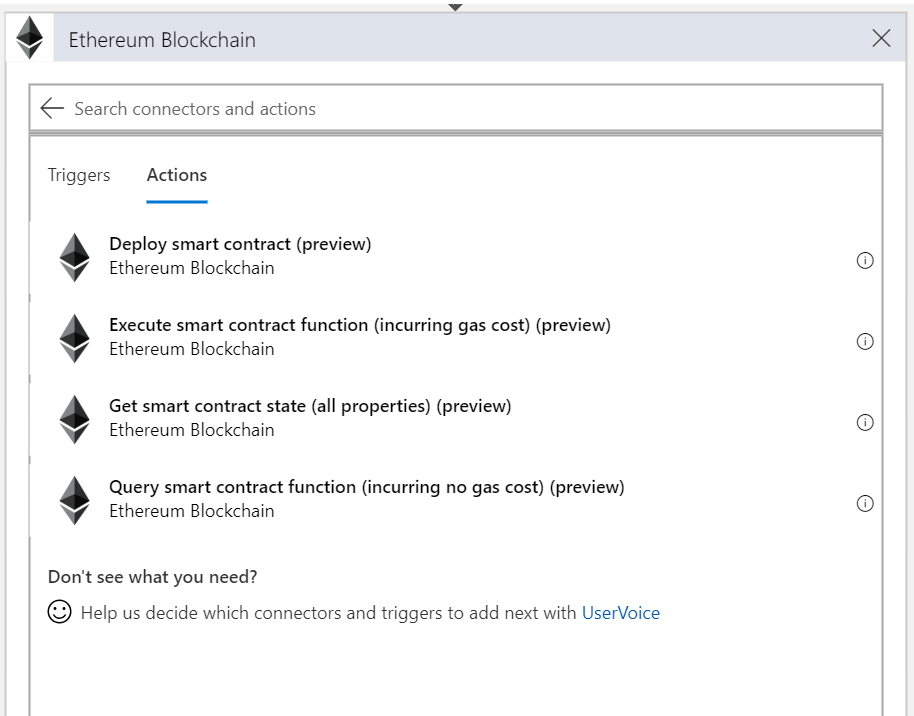 Ethereum Blockchain
Search connectors and actions
Triggers Actions
Deploy smart contract (preview)
Ethereum Blockchain
Execute smart contract function (incurring gas cost) (preview)
Ethereum Blockchain
Get smart contract state (all properties) (preview)
Ethereum Blockchain
Query smart contract function (incurring no gas cost) (preview)
Ethereum Blockchain
Don't see what you need?
Help us decide which connectors and triggers to add next with UserVoice